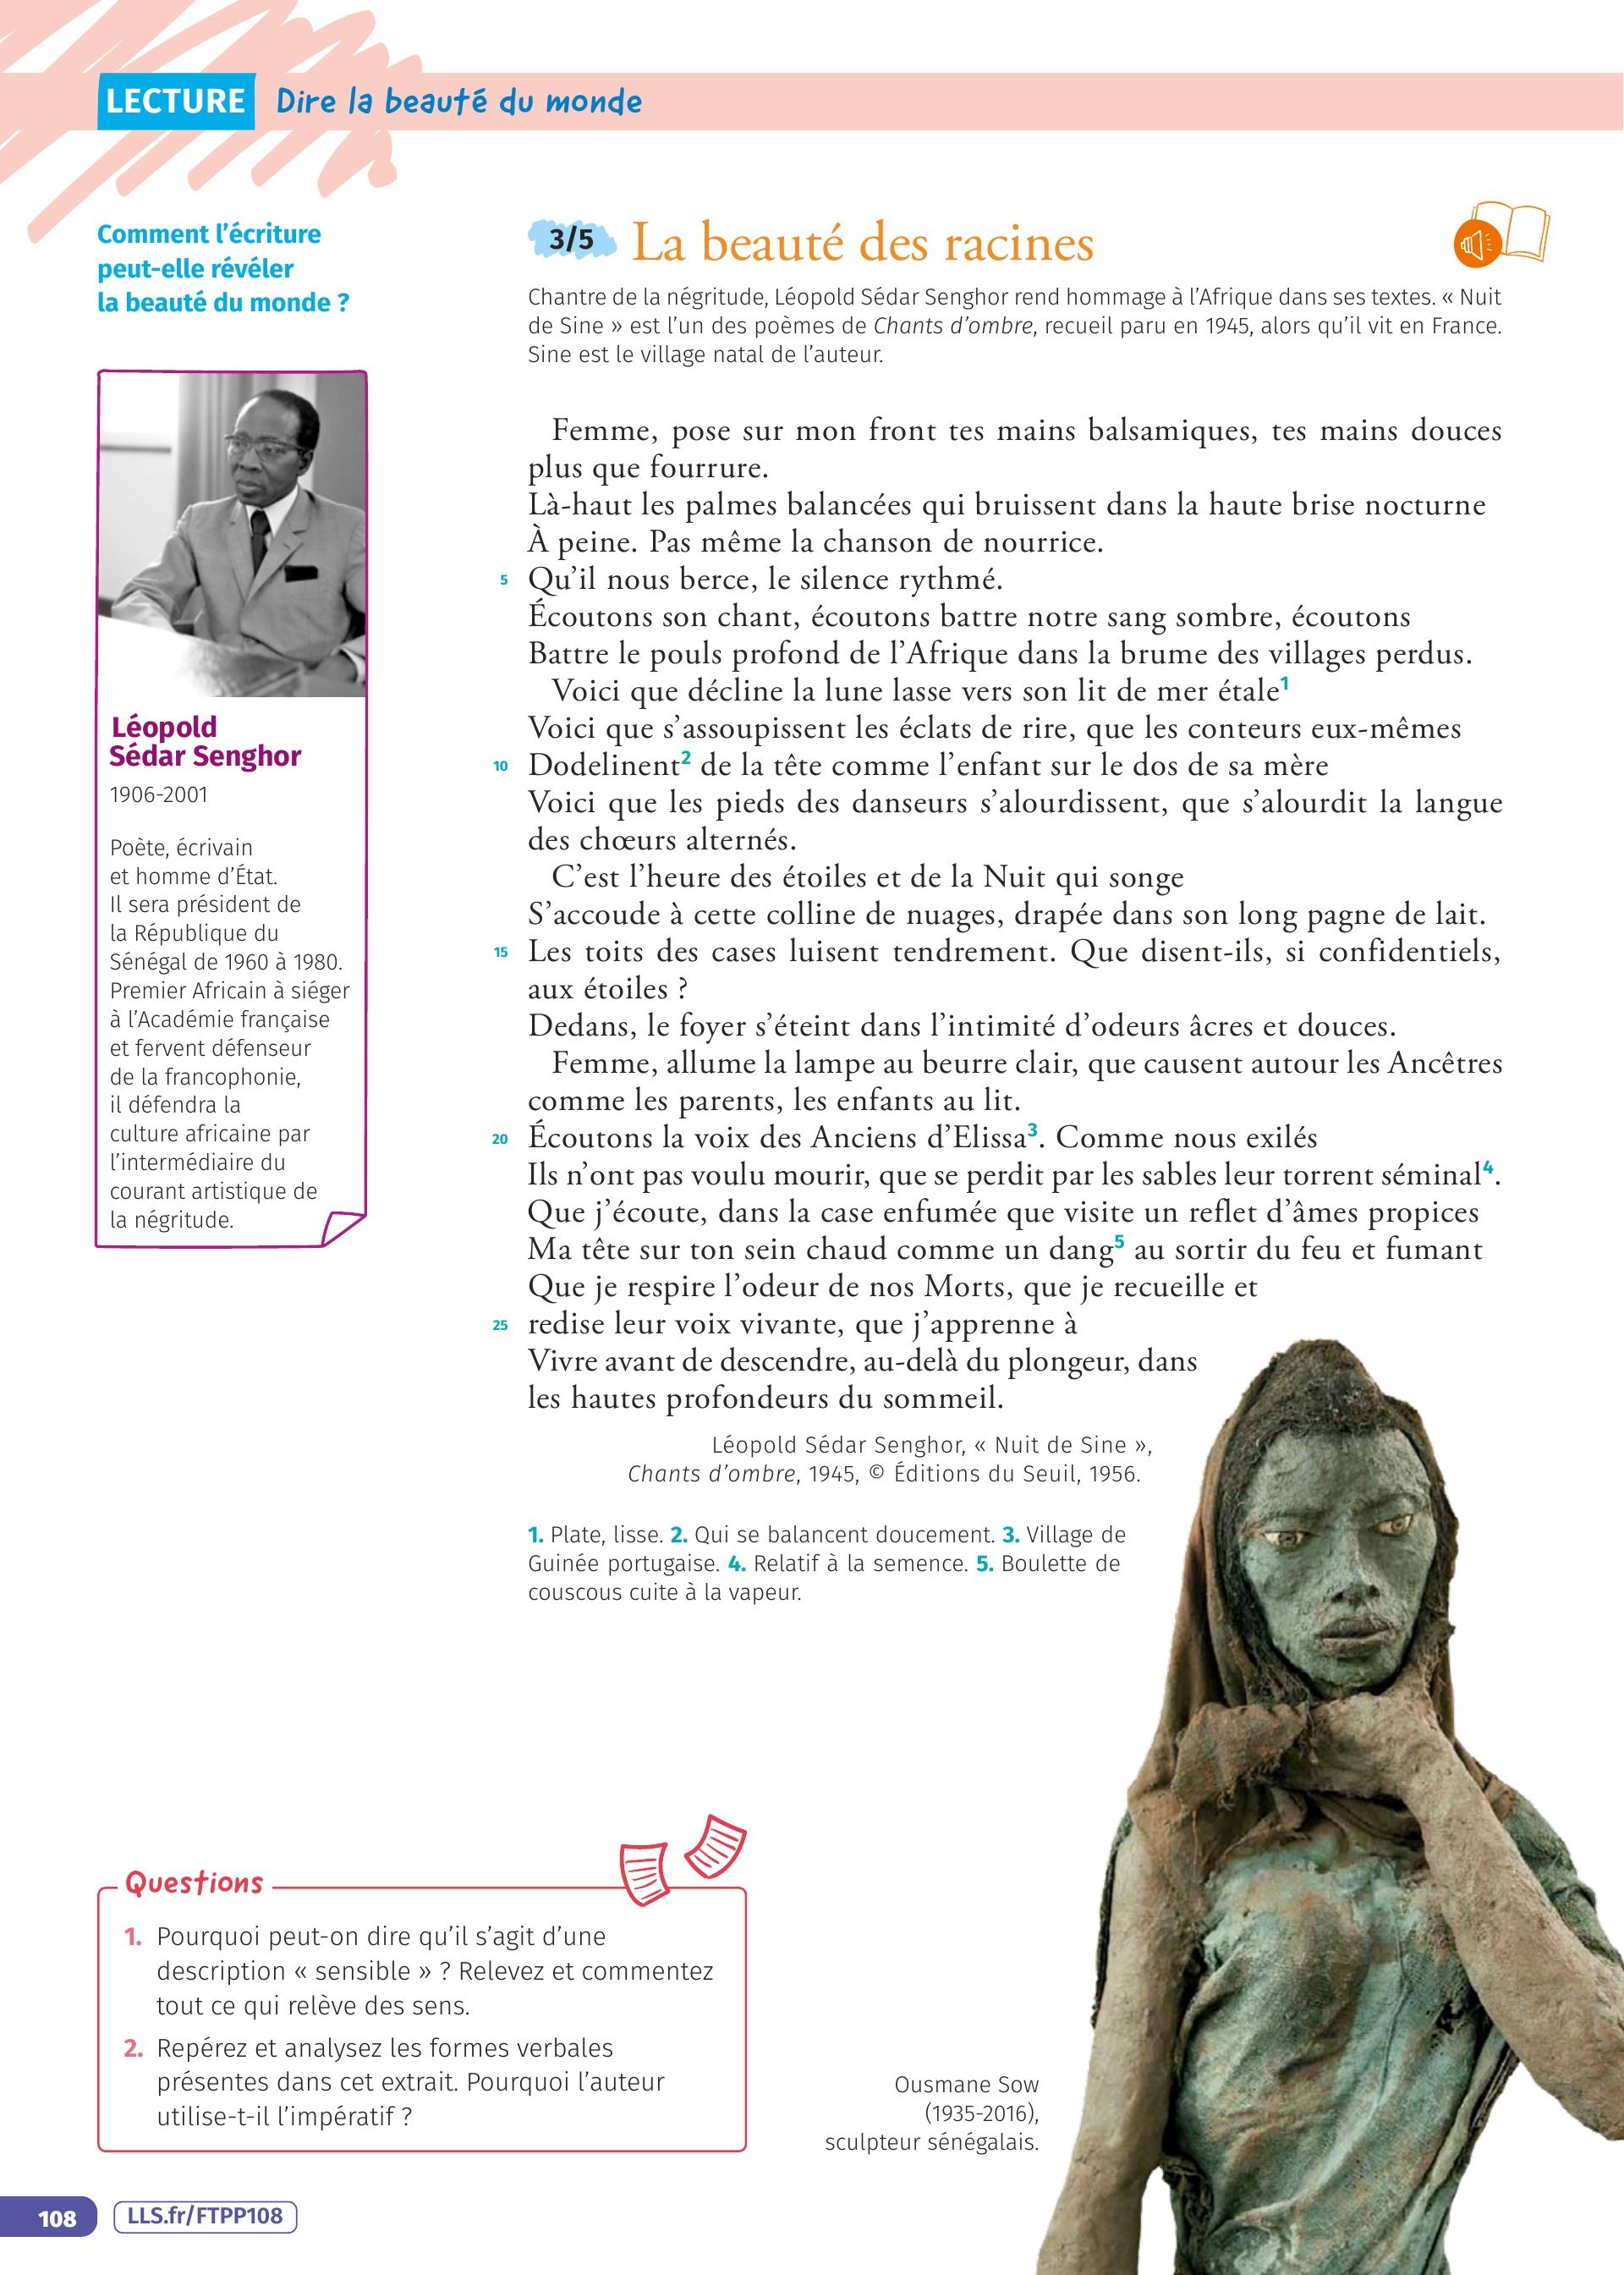 LECTURE Dire la beauté du monde
Comment l'écriture
peut-elle révéler
la beauté du monde ?
Léopold
Sédar Senghor
1906-2001
Poète, écrivain
et homme d'État.
Il sera président de
la République du
Sénégal de 1960 à 1980.
Premier Africain à siéger
à l'Académie française
et fervent défenseur
de la francophonie,
il défendra la
culture africaine par
l'intermédiaire du
courant artistique de
la négritude.
3/5 La beauté des racines
Chantre de la négritude, Léopold Sédar Senghor rend hommage à l'Afrique dans ses textes. « Nuit
de Sine » est l'un des poèmes de Chants d'ombre, recueil paru en 1945, alors qu'il vit en France.
Sine est le village natal de l'auteur.
Femme, pose sur mon front tes mains balsamiques, tes mains douces
plus que fourrure.
Là-haut les palmes balancées qui bruissent dans la haute brise nocturne
À peine. Pas même la chanson de nourrice.
5 Qu'il nous berce, le silence rythmé.
Écoutons son chant, écoutons battre notre sang sombre, écoutons
Battre le pouls profond de l'Afrique dans la brume des villages perdus.
Voici que décline la lune lasse vers son lit de mer étale1
Voici que s'assoupissent les éclats de rire, que les conteurs eux-mêmes
10 Dodelinent2 de la tête comme l'enfant sur le dos de sa mère
Voici que les pieds des danseurs s'alourdissent, que s'alourdit la langue
des chœurs alternés.
C'est l'heure des étoiles et de la Nuit qui songe
S'accoude à cette colline de nuages, drapée dans son long pagne de lait.
15 Les toits des cases luisent tendrement. Que disent-ils, si confidentiels,
aux étoiles ?
Dedans, le foyer s'éteint dans l'intimité d'odeurs âcres et douces.
Femme, allume la lampe au beurre clair, que causent autour les Ancêtres
comme les parents, les enfants au lit.
20 Écoutons la voix des Anciens d'Elissa3. Comme nous exilés
Ils n'ont pas voulu mourir, que se perdit par les sables leur torrent séminal4.
Que j'écoute, dans la case enfumée que visite un reflet d'âmes propices
Ma tête sur ton sein chaud comme un dang5 au sortir du feu et fumant
Que je respire l'odeur de nos Morts, que je recueille et
25 redise leur voix vivante, que j'apprenne à
Vivre avant de descendre, au-delà du plongeur, dans
les hautes profondeurs du sommeil.
Léopold Sédar Senghor, « Nuit de Sine »,
Chants d'ombre, 1945, © Éditions du Seuil, 1956.
1. Plate, lisse. 2. Qui se balancent doucement. 3. Village de
Guinée portugaise. 4. Relatif à la semence. 5. Boulette de
couscous cuite à la vapeur.
Questions
1. Pourquoi peut-on dire qu'il s'agit d'une
description « sensible » ? Relevez et commentez
tout ce qui relève des sens.
2. Repérez et analysez les formes verbales
présentes dans cet extrait. Pourquoi l'auteur
utilise-t-il l'impératif ?
Ousmane Sow
(1935-2016),
sculpteur sénégalais.
108 LLS.fr/FTPP108